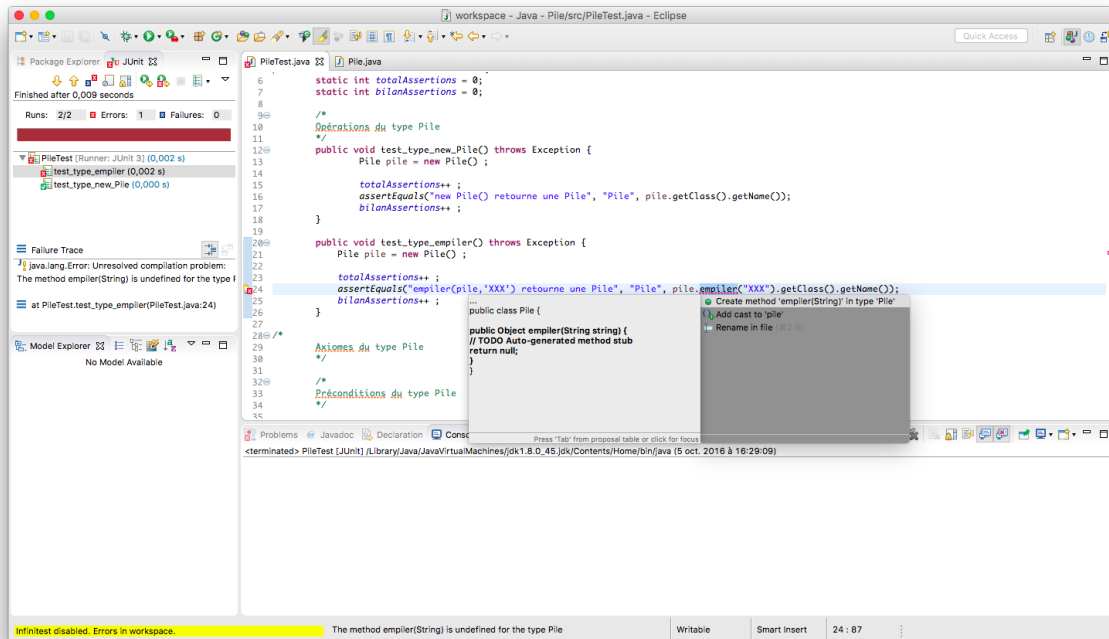 workspace - Java - Pile/src/PileTest.java - Eclipse
Quick Access
Package Explorer JUnit
Finished after 0,009 seconds
Runs: 2/2 Errors: 1 Failures: 0
PileTest [Runner: JUnit 3] (0,002 s)
test_type_empiler (0,002 s)
test_type_new_Pile (0,000 s)
Failure Trace
java.lang.Error: Unresolved compilation problem:
The method empiler(String) is undefined for the type
at PileTest.test_type_empiler(PileTest.java:24)
Model Explorer
No Model Available
PileTest.java Pile.java
6 static int totalAssertions = 0;
7 static int bilanAssertions = 0;
8
9 /*
10 Opérations du type Pile
11 */
12 public void test_type_new_Pile() throws Exception {
13 Pile pile = new Pile() ;
14
15 totalAssertions++ ;
16 assertEquals("new Pile() retourne une Pile", "Pile", pile.getClass().getName());
17 bilanAssertions++ ;
18 }
19
20 public void test_type_empiler() throws Exception {
21 Pile pile = new Pile() ;
22
23 totalAssertions++ ;
24 assertEquals("empiler(pile,'XXX') retourne une Pile", "Pile", pile.empiler("XXX").getClass().getName());
25 bilanAssertions++ ;
26 }
27
28 /*
29 Axiomes du type Pile
30 */
31
32 /*
33 Préconditions du type Pile
34 */
35
...
public class Pile {
public Object empiler(String string) {
// TODO Auto-generated method stub
return null;
}
}
Press 'Tab' from proposal table or click for focus
Create method 'empiler(String)' in type 'Pile'
Add cast to 'pile'
Rename in file (⌘2 R)
Problems Javadoc Declaration Conso
<terminated> PileTest [JUnit] /Library/Java/JavaVirtualMachines/jdk1.8.0_45.jdk/Contents/Home/bin/java (5 oct. 2016 à 16:29:09)
Infinitest disabled. Errors in workspace. The method empiler(String) is undefined for the type Pile Writable Smart Insert 24 : 87